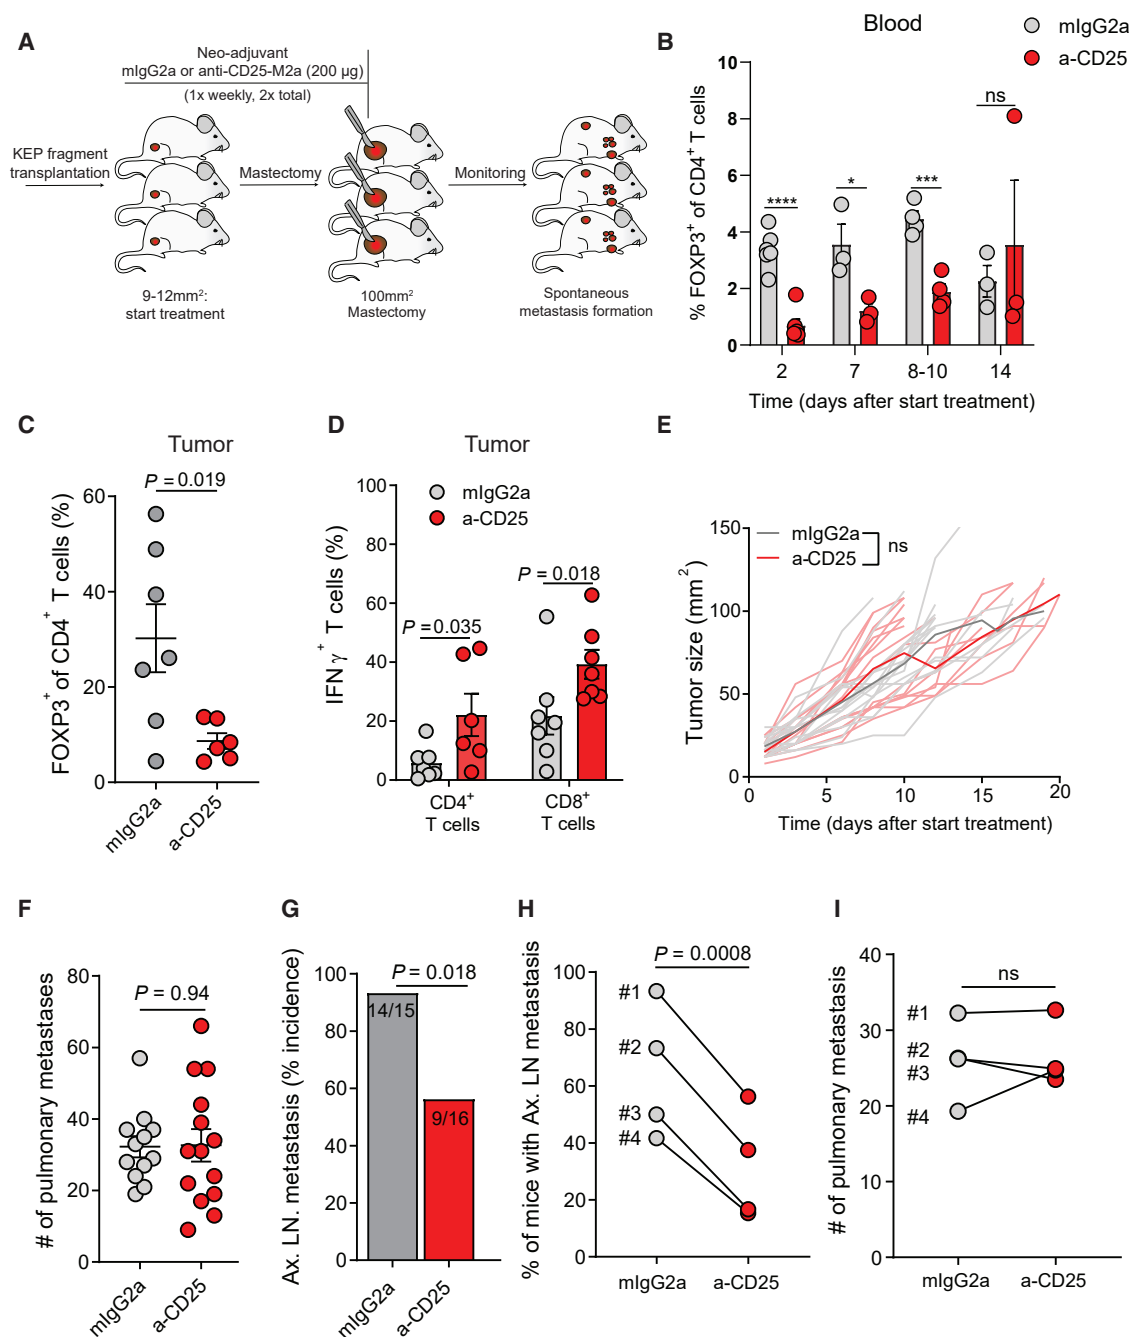 A
Neo-adjuvant
mIgG2a or anti-CD25-M2a (200 µg)
(1x weekly, 2x total)
KEP fragment
transplantation
Mastectomy
Monitoring
9-12mm²:
start treatment
100mm²
Mastectomy
Spontaneous
metastasis formation
B
Blood
mIgG2a
a-CD25
% FOXP3⁺ of CD4⁺ T cells
10
8
6
4
2
0
****
*
***
ns
2
7
8-10
14
Time (days after start treatment)
C
Tumor
P = 0.019
FOXP3⁺ of CD4⁺ T cells (%)
60
40
20
0
mIgG2a
a-CD25
D
Tumor
mIgG2a
a-CD25
IFNγ⁺ T cells (%)
100
80
60
40
20
0
P = 0.035
P = 0.018
CD4⁺
T cells
CD8⁺
T cells
E
mIgG2a
a-CD25
ns
Tumor size (mm²)
150
100
50
0
0
5
10
15
20
Time (days after start treatment)
F
# of pulmonary metastases
80
60
40
20
0
P = 0.94
mIgG2a
a-CD25
G
Ax. LN. metastasis (% incidence)
100
80
60
40
20
0
P = 0.018
14/15
9/16
mIgG2a
a-CD25
H
% of mice with Ax. LN metastasis
100
80
60
40
20
0
P = 0.0008
#1
#2
#3
#4
mIgG2a
a-CD25
I
# of pulmonary metastasis
40
30
20
10
0
ns
#1
#2
#3
#4
mIgG2a
a-CD25